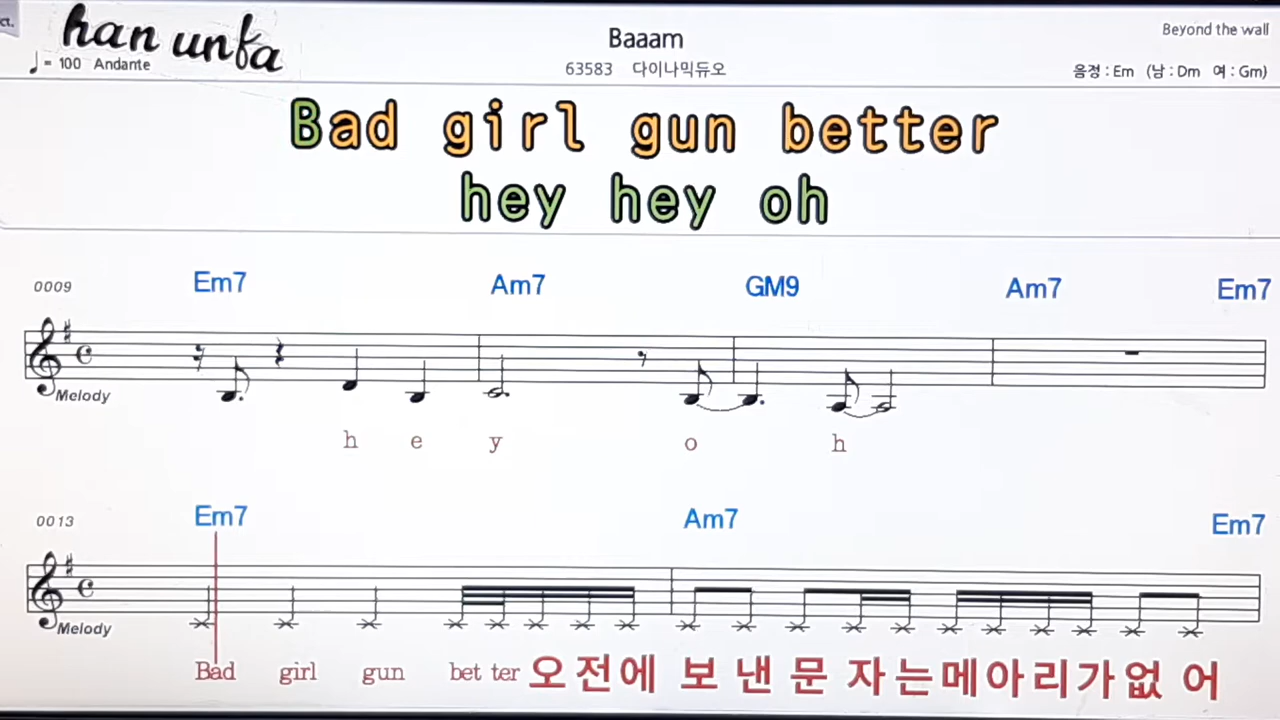 ct.
han unfa
Baaam
Beyond the wall
♩ = 100 Andante
63583 다이나믹듀오
음정 : Em (남 : Dm 여 : Gm)
Bad girl gun better
hey hey oh
0009 Em7 Am7 GM9 Am7 Em7
Melody
h e y o h
0013 Em7 Am7 Em7
Melody
Bad girl gun bet ter 오 전에 보 낸 문 자 는메아리가없 어